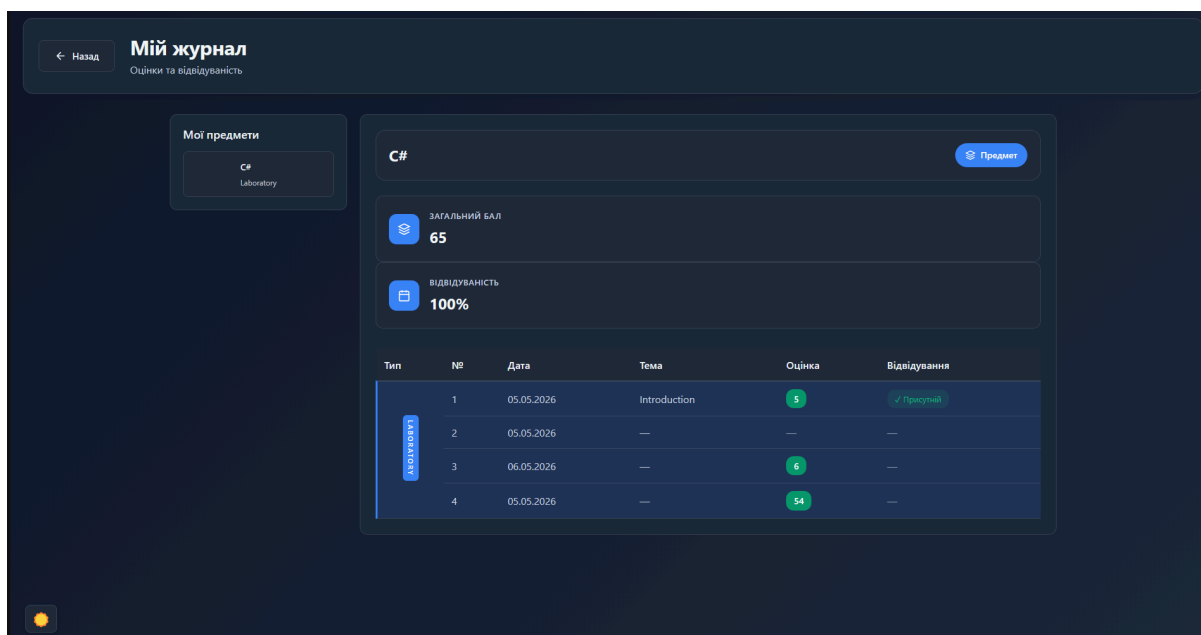 ← Назад
Мій журнал
Оцінки та відвідуваність
Мої предмети
C#
Laboratory
C#
Предмет
ЗАГАЛЬНИЙ БАЛ
65
ВІДВІДУВАНІСТЬ
100%
Тип № Дата Тема Оцінка Відвідування
LABORATORY
1 05.05.2026 Introduction 5 ✓ Присутній
2 05.05.2026 — — —
3 06.05.2026 — 6 —
4 05.05.2026 — 54 —